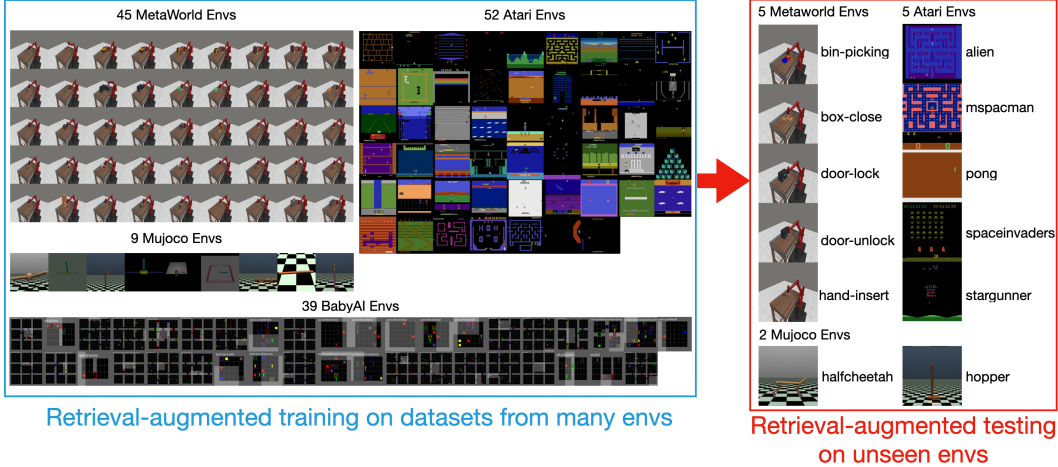 45 MetaWorld Envs
52 Atari Envs
9 Mujoco Envs
39 BabyAI Envs
Retrieval-augmented training on datasets from many envs
5 Metaworld Envs
5 Atari Envs
bin-picking
alien
box-close
mspacman
door-lock
pong
door-unlock
spaceinvaders
hand-insert
stargunner
2 Mujoco Envs
halfcheetah
hopper
Retrieval-augmented testing
on unseen envs